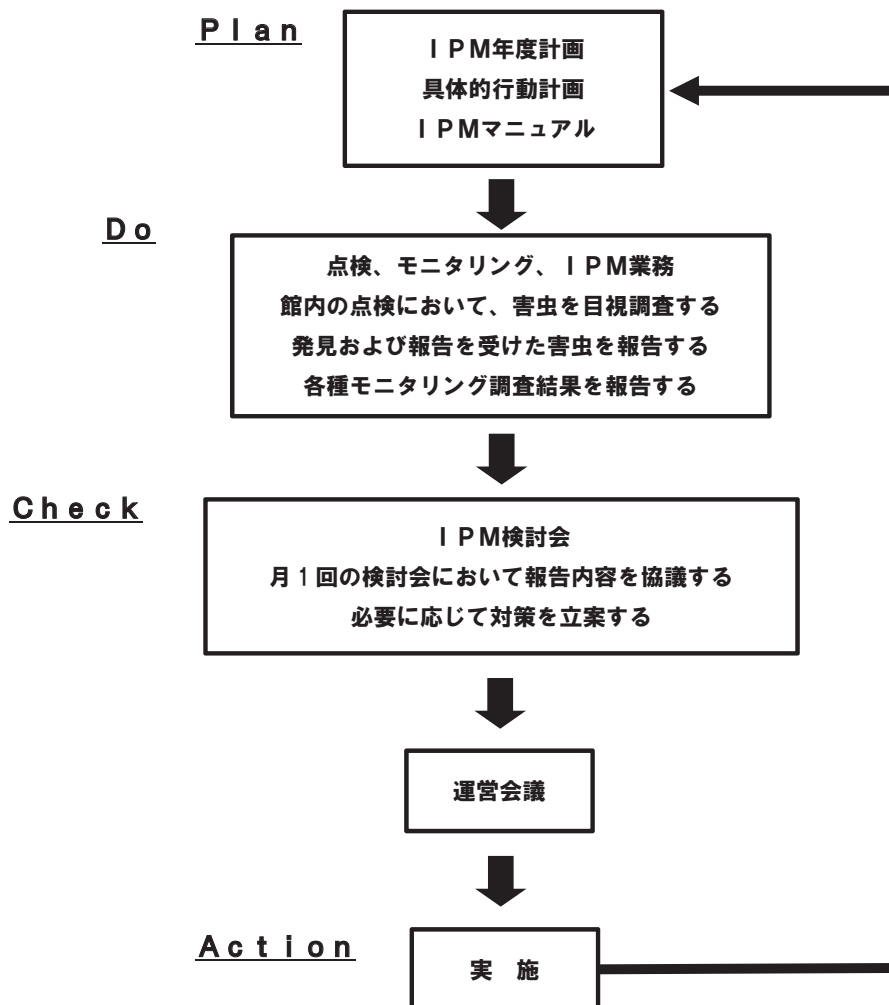 Ｐｌａｎ
ＩＰＭ年度計画
具体的行動計画
ＩＰＭマニュアル
Ｄｏ
点検、モニタリング、ＩＰＭ業務
館内の点検において、害虫を目視調査する
発見および報告を受けた害虫を報告する
各種モニタリング調査結果を報告する
Ｃｈｅｃｋ
ＩＰＭ検討会
月１回の検討会において報告内容を協議する
必要に応じて対策を立案する
運営会議
Ａｃｔｉｏｎ
実　施